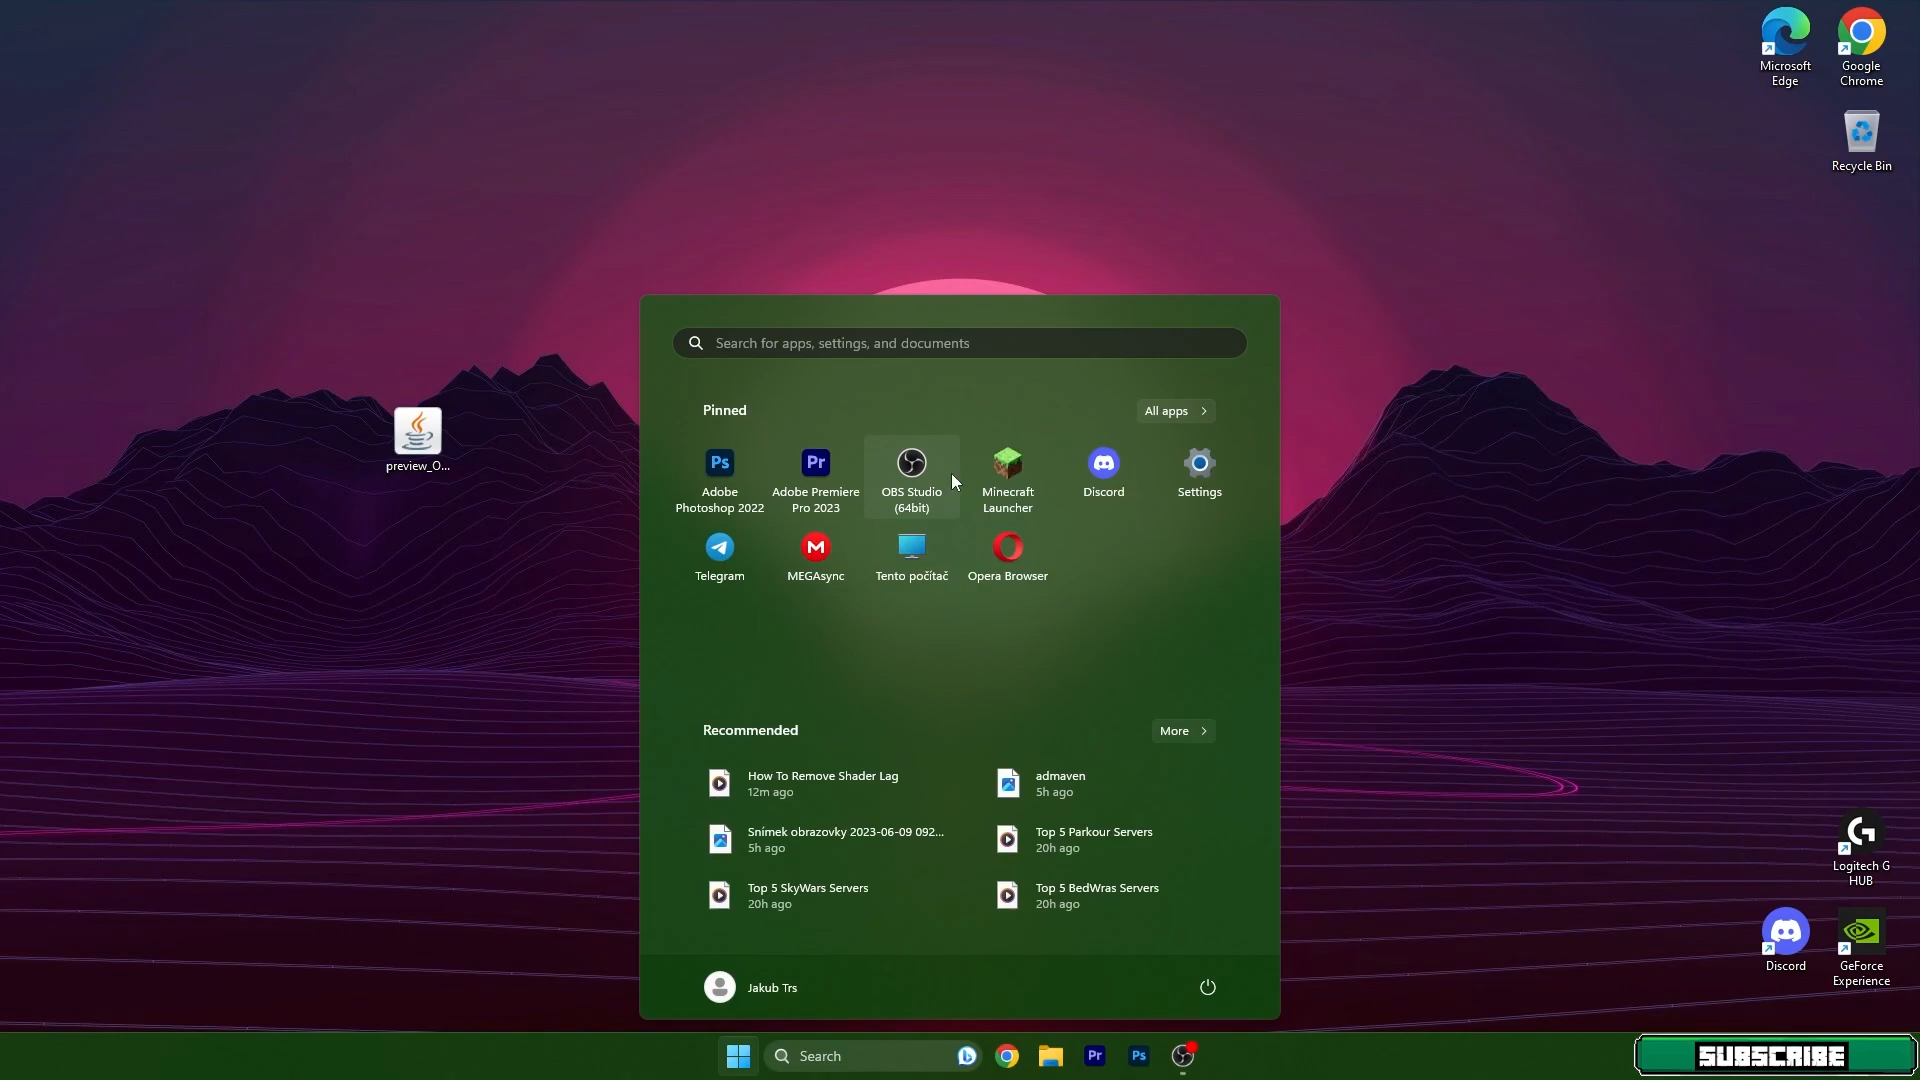 Microsoft
Edge
Google
Chrome
Recycle Bin
preview_O...
Search for apps, settings, and documents
Pinned
All apps
Ps
Adobe
Photoshop 2022
Pr
Adobe Premiere
Pro 2023
OBS Studio
(64bit)
Minecraft
Launcher
Discord
Settings
Telegram
M
MEGAsync
Tento počítač
Opera Browser
Recommended
More
How To Remove Shader Lag
12m ago
admaven
5h ago
Snímek obrazovky 2023-06-09 092...
5h ago
Top 5 Parkour Servers
20h ago
Top 5 SkyWars Servers
20h ago
Top 5 BedWras Servers
20h ago
Jakub Trs
Logitech G
HUB
Discord
GeForce
Experience
Search
b
Pr
Ps
SUBSCRIBE